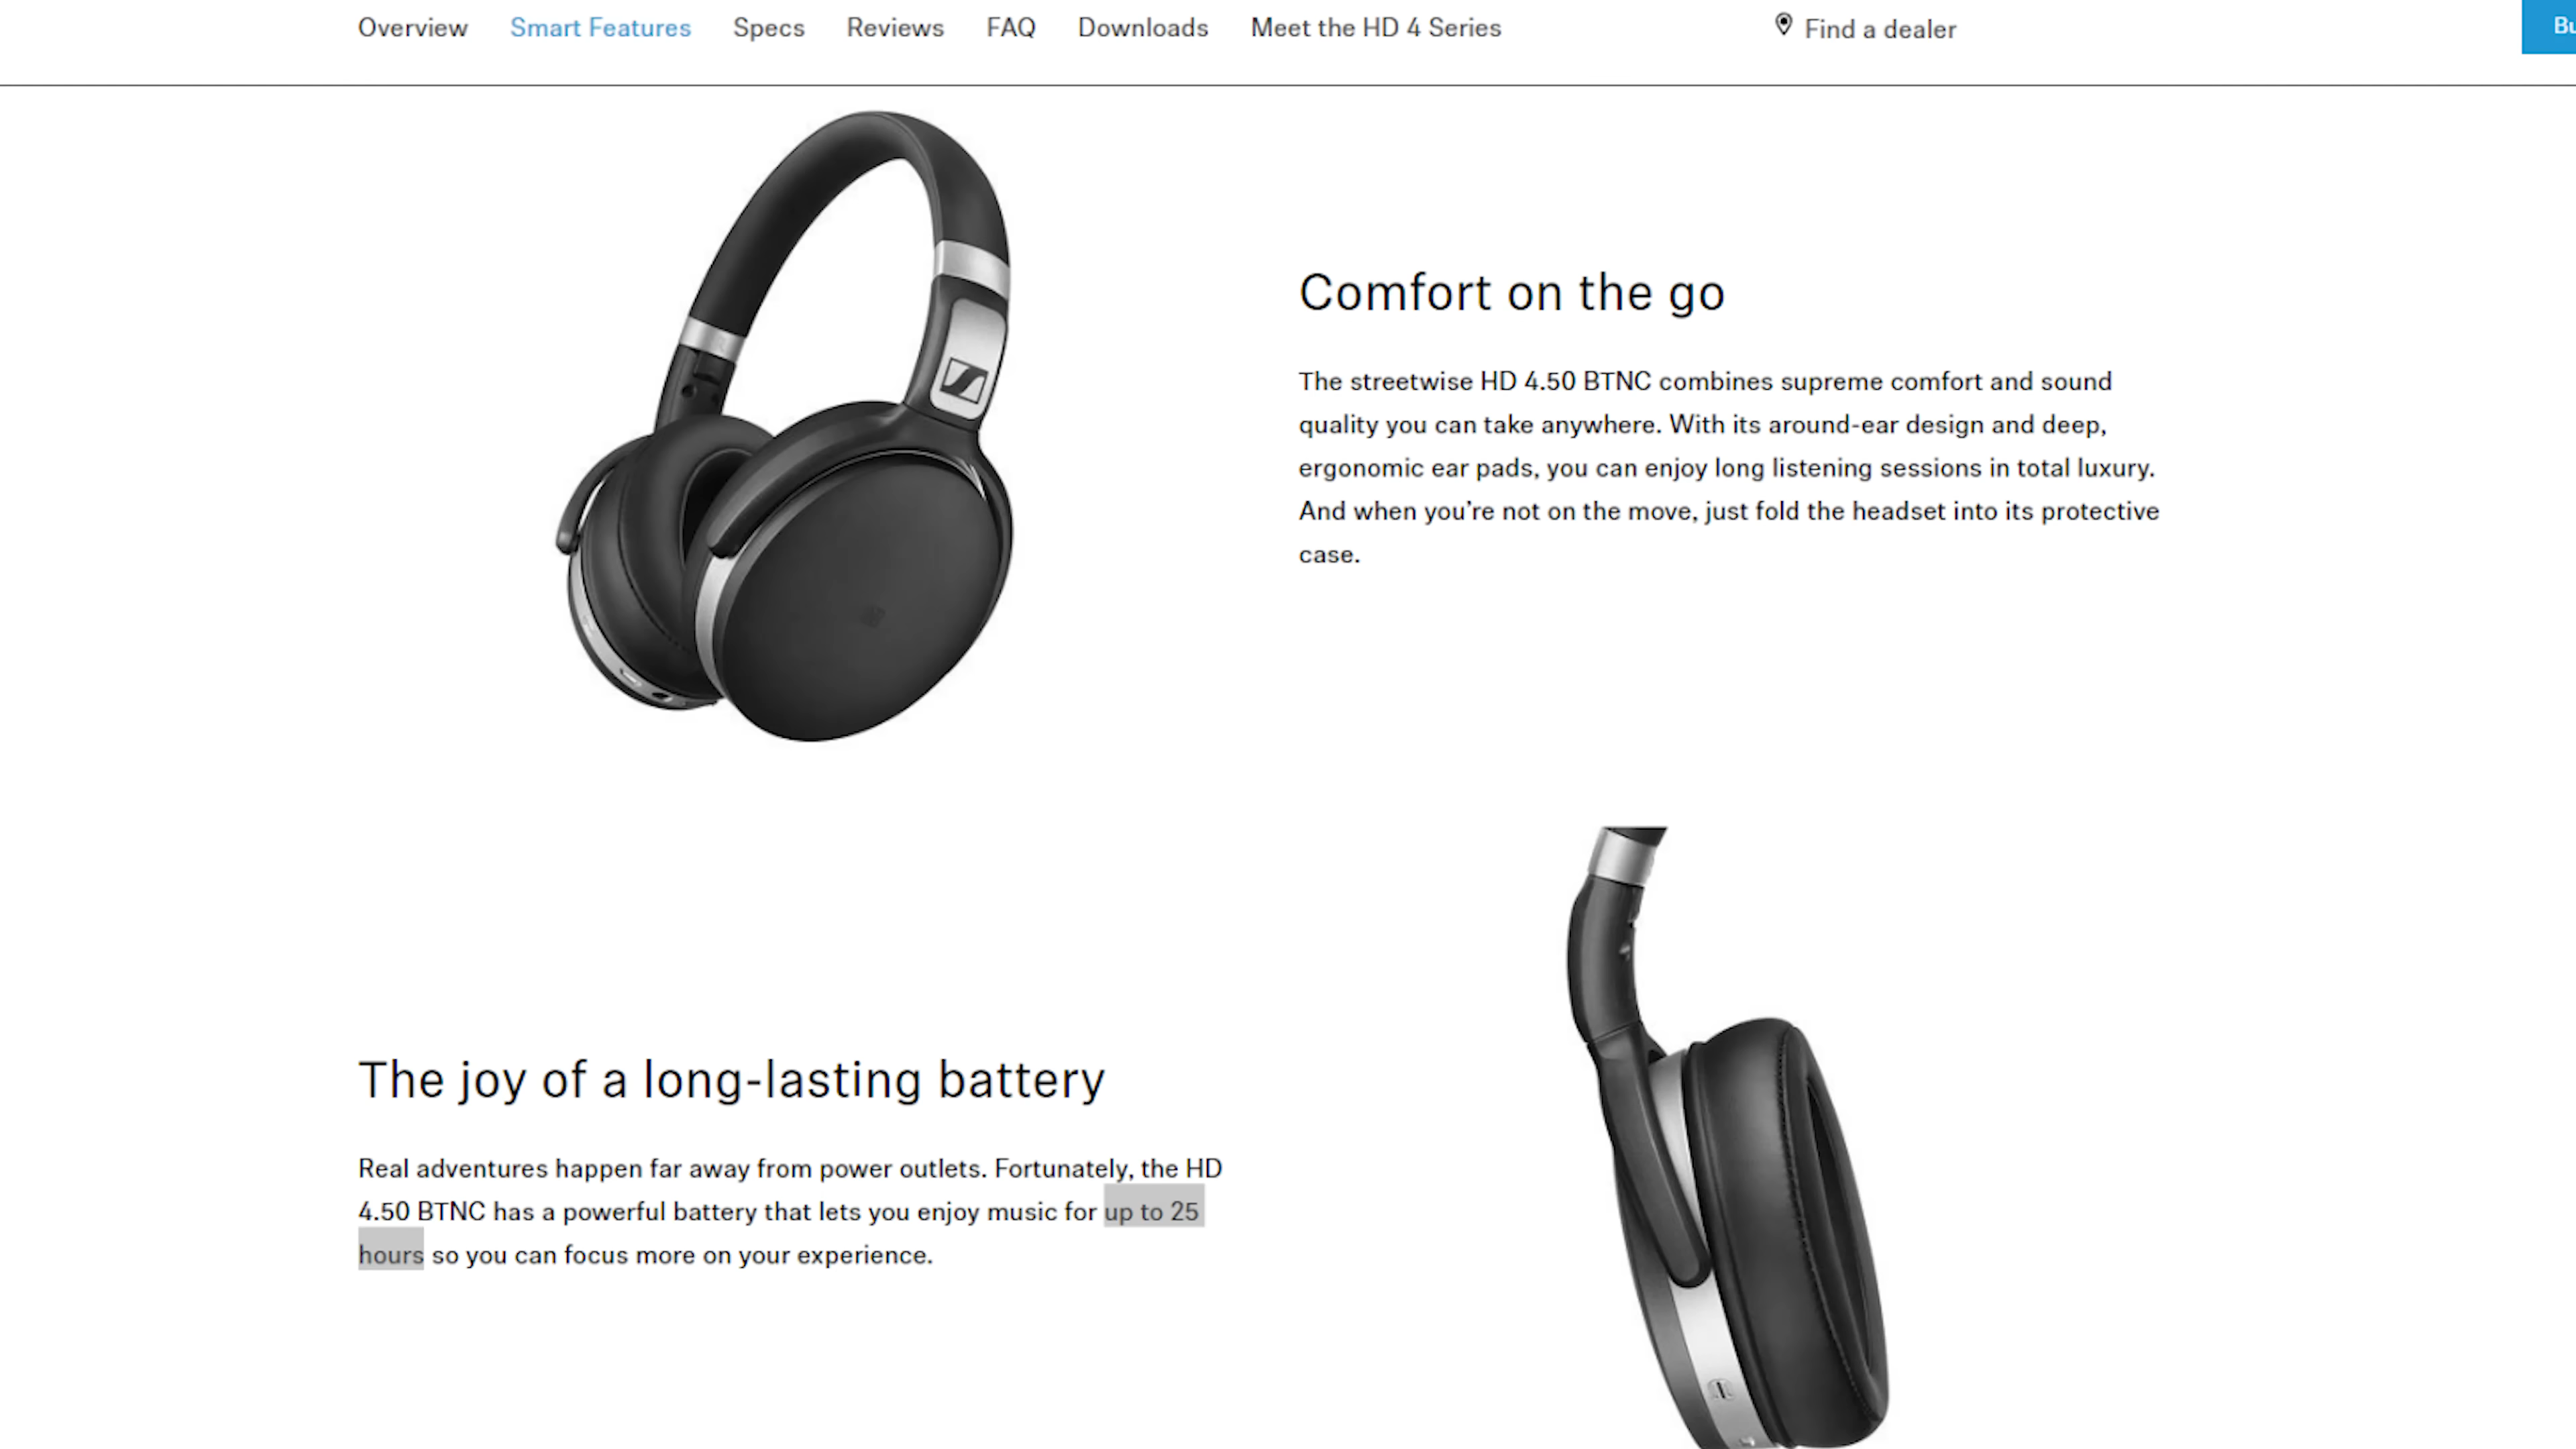 Overview Smart Features Specs Reviews FAQ Downloads Meet the HD 4 Series Find a dealer
Comfort on the go
The streetwise HD 4.50 BTNC combines supreme comfort and sound
quality you can take anywhere. With its around-ear design and deep,
ergonomic ear pads, you can enjoy long listening sessions in total luxury.
And when you’re not on the move, just fold the headset into its protective
case.
The joy of a long-lasting battery
Real adventures happen far away from power outlets. Fortunately, the HD
4.50 BTNC has a powerful battery that lets you enjoy music for up to 25
hours so you can focus more on your experience.